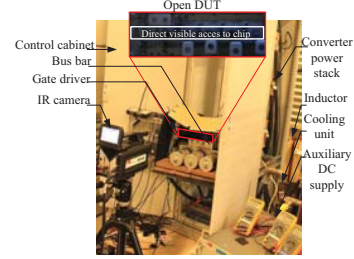 Open DUT
Direct visible acces to chip
Control cabinet
Bus bar
Gate driver
IR camera
Converter
power
stack
Inductor
Cooling
unit
Auxiliary
DC
supply